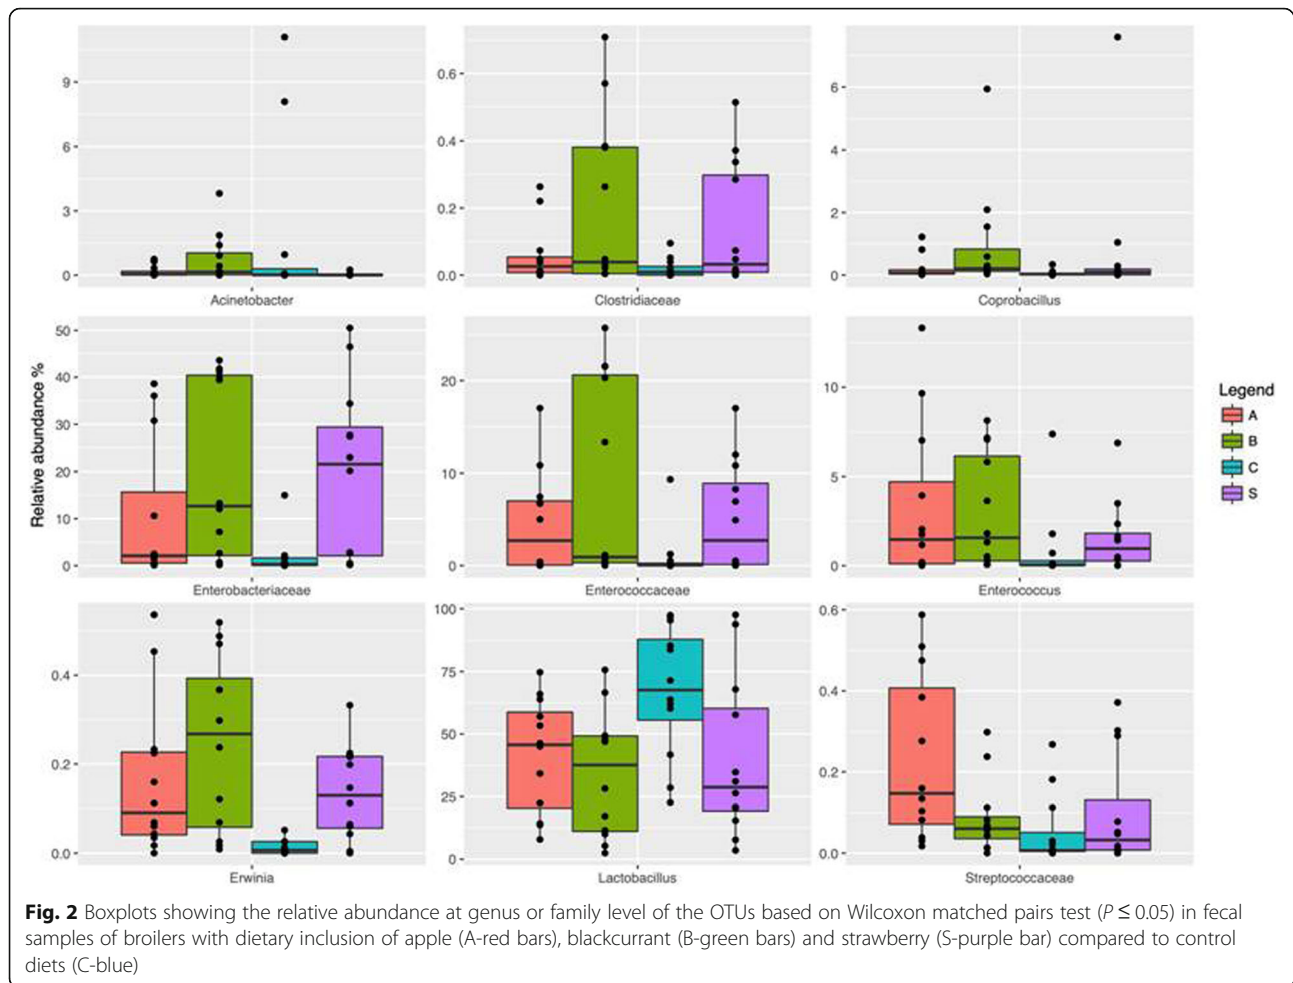 9
6
3
0
Acinetobacter
0.6
0.4
0.2
0.0
Clostridiaceae
6
4
2
0
Coprobacillus
Relative abundance %
50
40
30
20
10
0
Enterobacteriaceae
20
10
0
Enterococcaceae
10
5
0
Enterococcus
Legend
A
B
C
S
0.4
0.2
0.0
Erwinia
100
75
50
25
0
Lactobacillus
0.6
0.4
0.2
0.0
Streptococcaceae
Fig. 2 Boxplots showing the relative abundance at genus or family level of the OTUs based on Wilcoxon matched pairs test (P ≤ 0.05) in fecal
samples of broilers with dietary inclusion of apple (A-red bars), blackcurrant (B-green bars) and strawberry (S-purple bar) compared to control
diets (C-blue)